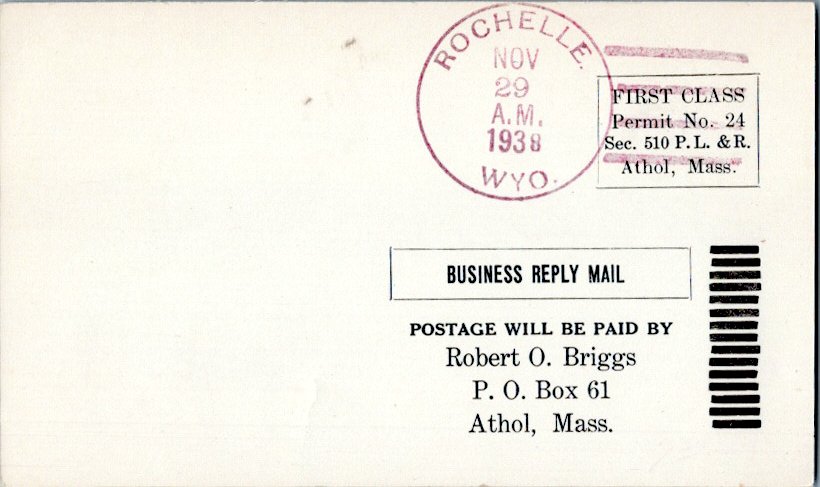 ROCHELLE.
NOV
29
A.M.
1938
WYO.
FIRST CLASS
Permit No. 24
Sec. 510 P. L. & R.
Athol, Mass.
BUSINESS REPLY MAIL
POSTAGE WILL BE PAID BY
Robert O. Briggs
P. O. Box 61
Athol, Mass.